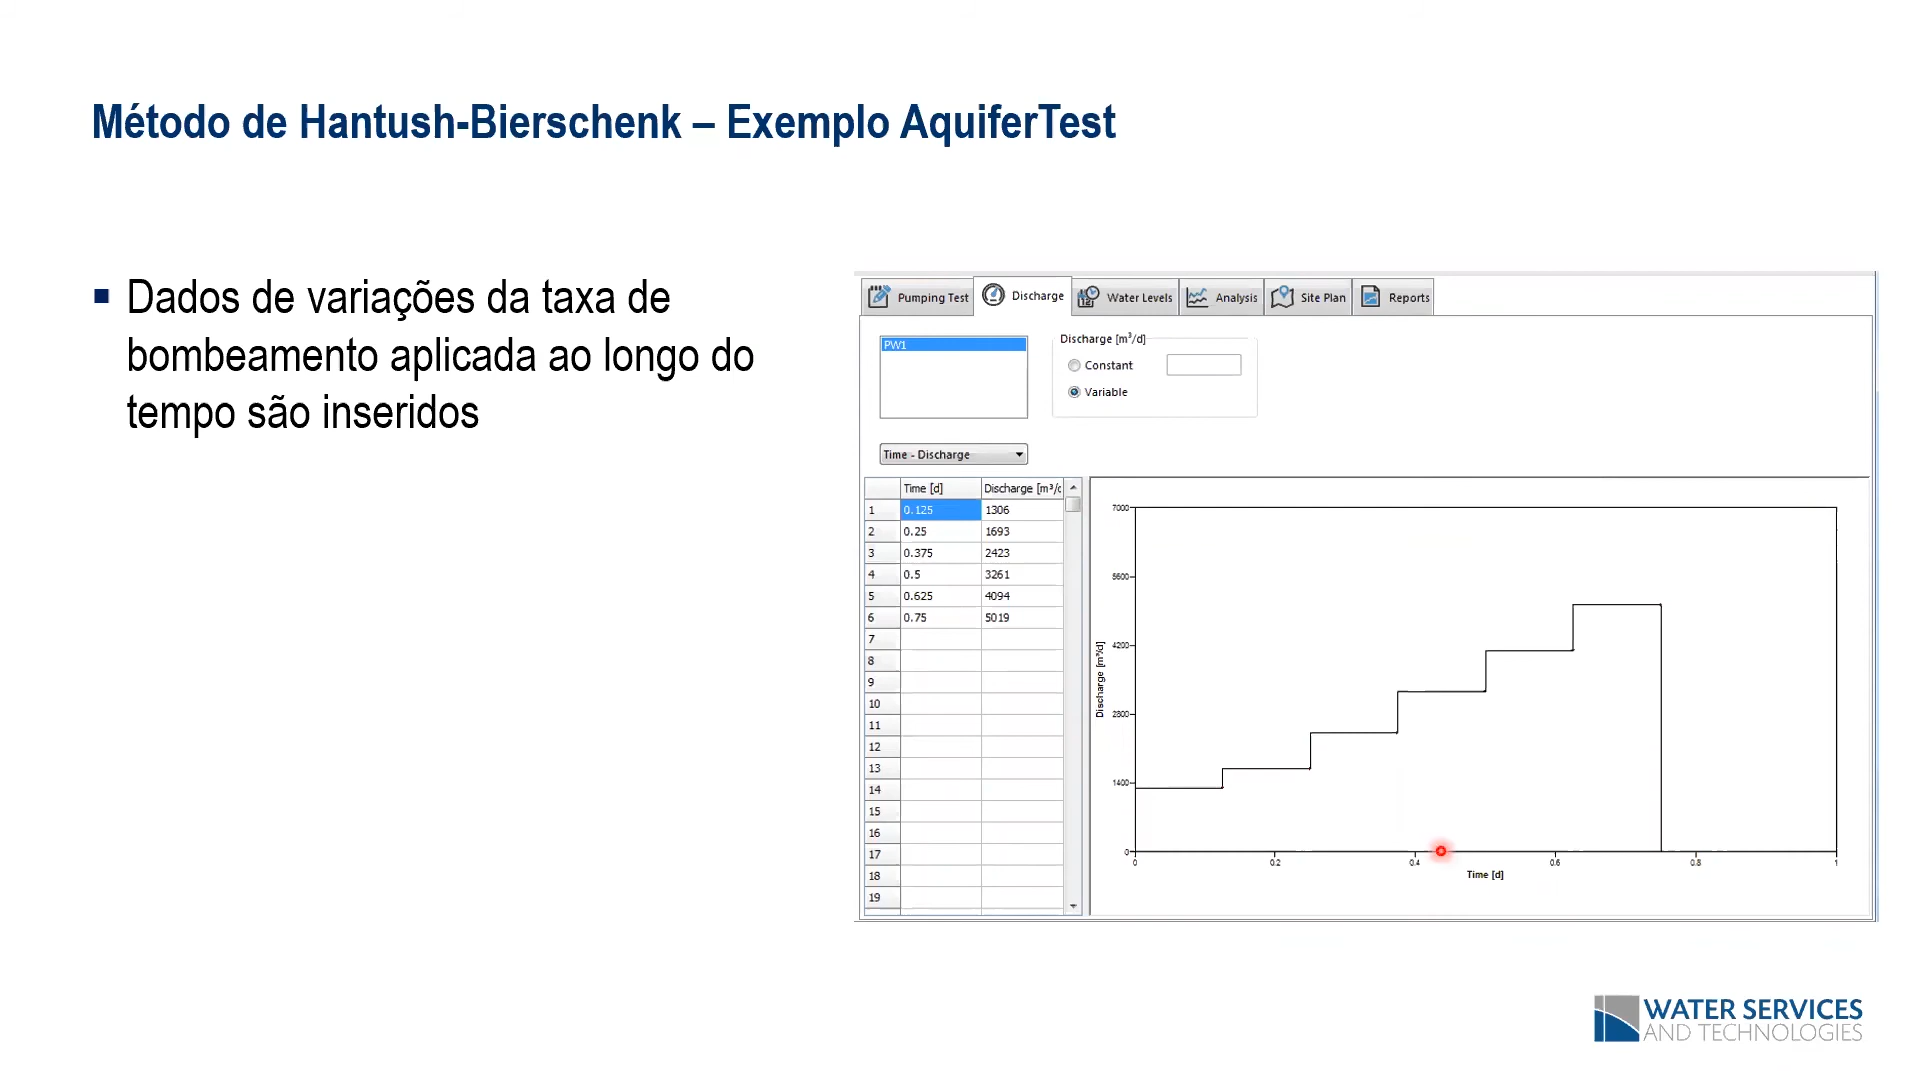 Método de Hantush-Bierschenk – Exemplo AquiferTest
▪ Dados de variações da taxa de
bombeamento aplicada ao longo do
tempo são inseridos
Pumping Test Discharge Water Levels Analysis Site Plan Reports
PW1
Discharge [m³/d]
Constant
Variable
Time - Discharge
Time [d] Discharge [m³/d
1 0.125 1306
2 0.25 1693
3 0.375 2423
4 0.5 3261
5 0.625 4094
6 0.75 5019
7
8
9
10
11
12
13
14
15
16
17
18
19
7000
5600
4200
2800
1400
0
Discharge [m³/d]
0 0.2 0.4 0.6 0.8 1
Time [d]
WATER SERVICES
AND TECHNOLOGIES